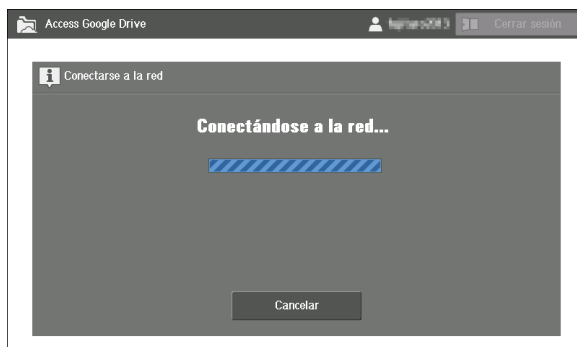 Access Google Drive
Cerrar sesión
Conectarse a la red
Conectándose a la red...
Cancelar